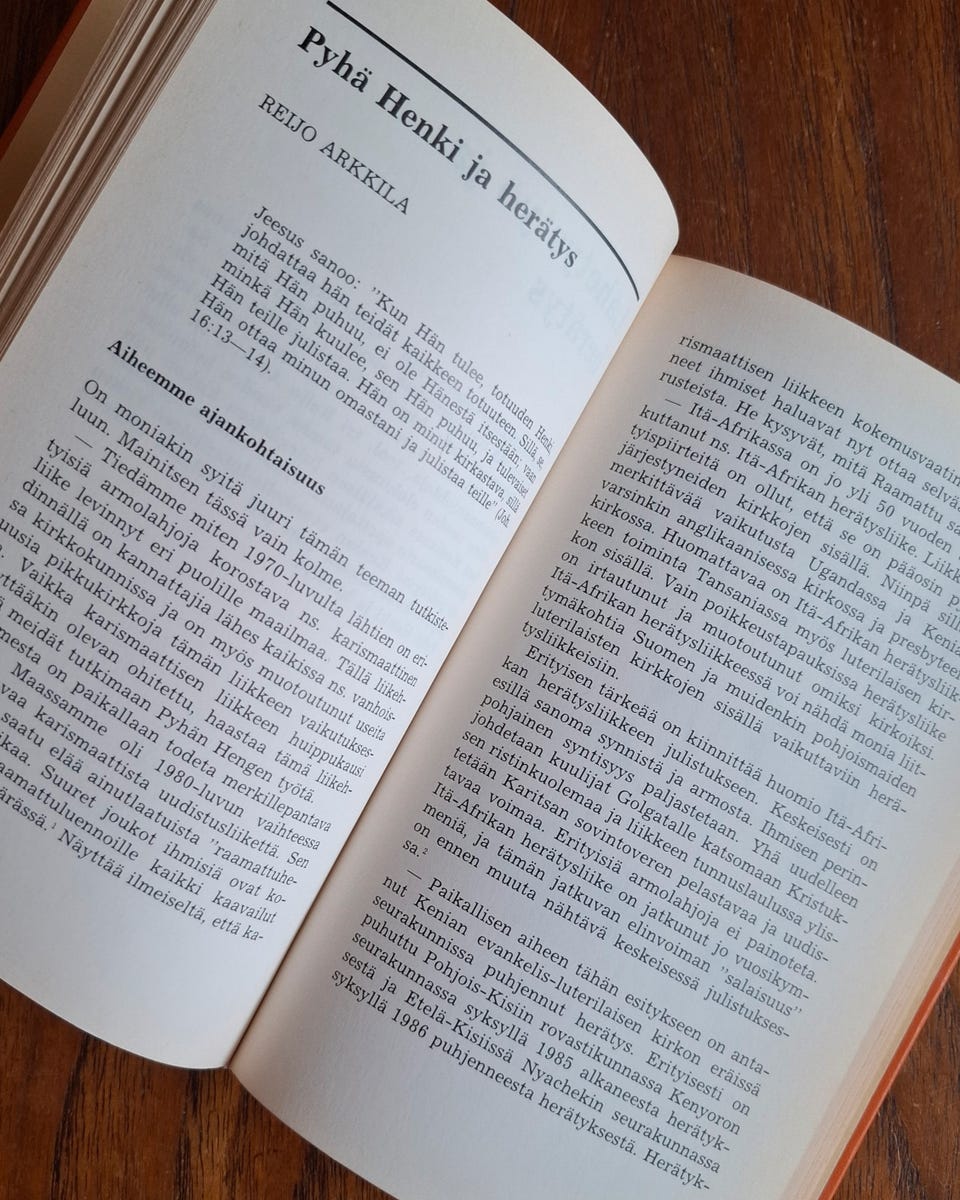 Pyhä Henki ja herätys
REIJO ARKKILA
Jeesus sanoo: "Kun Hän tulee, totuuden Henki,
johdattaa hän teidät kaikkeen totuuteen. Sillä se,
mitä Hän puhuu, ei ole Hänestä itsestään; vaan
minkä Hän kuulee, sen Hän puhuu, ja tulevaiset
Hän teille julistaa. Hän on minut kirkastava, sillä
Hän ottaa minun omastani ja julistaa teille" (Joh.
16:13—14).
Aiheemme ajankohtaisuus
On moniakin syitä juuri tämän teeman tutkiste-
luun. Mainitsen tässä vain kolme.
— Tiedämme miten 1970-luvulta lähtien on eri-
tyisiä armolahjoja korostava ns. karismaattinen
liike levinnyt eri puolille maailmaa. Tällä liikeh-
dinnällä on kannattajia lähes kaikissa ns. vanhois-
sa kirkkokunnissa ja on myös muotoutunut useita
uusia pikkukirkkoja tämän liikkeen vaikutukses-
Vaikka karismaattisen liikkeen huippukausi
olevan ohitettu, haastaa tämä liikeh-
meidät tutkimaan Pyhän Hengen työtä.
Maassamme oli 1980-luvun vaihteessa
on paikallaan todeta merkillepantava
karismaattista uudistusliikettä. Sen
saatu elää ainutlaatuista "raamattuhe-
Suuret joukot ihmisiä ovat ko-
kaikki kaavailut
¹ Näyttää ilmeiseltä, että ka-
rismaattisen liikkeen kokemusvaatim
neet ihmiset haluavat nyt ottaa selvä
rusteista. He kysyvät, mitä Raamattu sa
— Itä-Afrikassa on jo yli 50 vuoden
kuttanut ns. Itä-Afrikan herätysliike. Liikk
tyispiirteitä on ollut, että se on pääosin p
järjestyneiden kirkkojen sisällä. Niinpä sill
merkittävää vaikutusta Ugandassa ja Kenia
varsinkin anglikaanisessa kirkossa ja presbytee
kirkossa. Huomattavaa on Itä-Afrikan herätysliik
keen toiminta Tansaniassa myös luterilaisen kir-
kon sisällä. Vain poikkeustapauksissa herätysliike
on irtautunut ja muotoutunut omiksi kirkoiksi
Itä-Afrikan herätysliikkeessä voi nähdä monia liit-
tymäkohtia Suomen ja muidenkin pohjoismaiden
luterilaisten kirkkojen sisällä vaikuttaviin herä-
tysliikkeisiin.
Erityisen tärkeää on kiinnittää huomio Itä-Afri-
kan herätysliikkeen julistukseen. Keskeisesti on
esillä sanoma synnistä ja armosta. Ihmisen perin-
pohjainen syntisyys paljastetaan. Yhä uudelleen
johdetaan kuulijat Golgatalle katsomaan Kristuk-
sen ristinkuolemaa ja liikkeen tunnuslaulussa ylis-
tetään Karitsan sovintoveren pelastavaa ja uudis-
tavaa voimaa. Erityisiä armolahjoja ei painoteta.
Itä-Afrikan herätysliike on jatkunut jo vuosikym-
meniä, ja tämän jatkuvan elinvoiman "salaisuus"
on ennen muuta nähtävä keskeisessä julistukses-
sa.²
— Paikallisen aiheen tähän esitykseen on anta-
nut Kenian evankelis-luterilaisen kirkon eräissä
seurakunnissa puhjennut herätys. Erityisesti on
puhuttu Pohjois-Kisiin rovastikunnassa Kenyoron
seurakunnassa syksyllä 1985 alkaneesta herätyk-
sestä ja Etelä-Kisiissä Nyachekin seurakunnassa
syksyllä 1986 puhjenneesta herätyksestä. Herätyk-